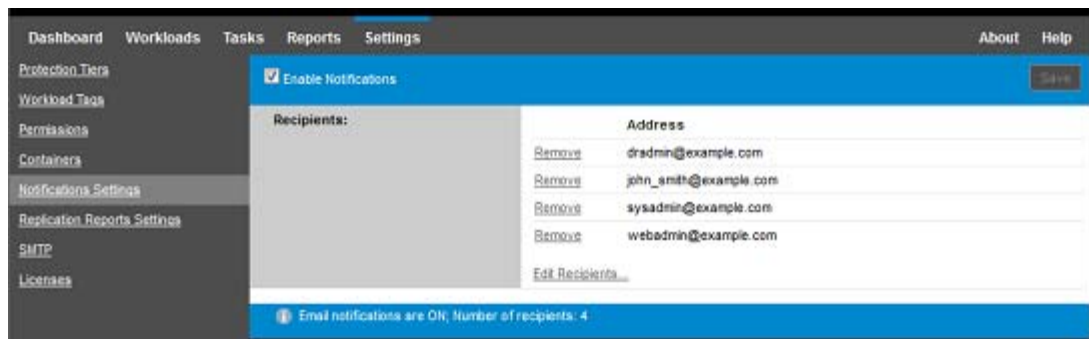 Dashboard Workloads Tasks Reports Settings About Help
Protection Tiers
Workload Tags
Permissions
Containers
Notifications Settings
Replication Reports Settings
SMTP
Licenses
Enable Notifications Save
Recipients:
Address
Remove dradmin@example.com
Remove john_smith@example.com
Remove sysadmin@example.com
Remove webadmin@example.com
Edit Recipients...
Email notifications are ON; Number of recipients: 4